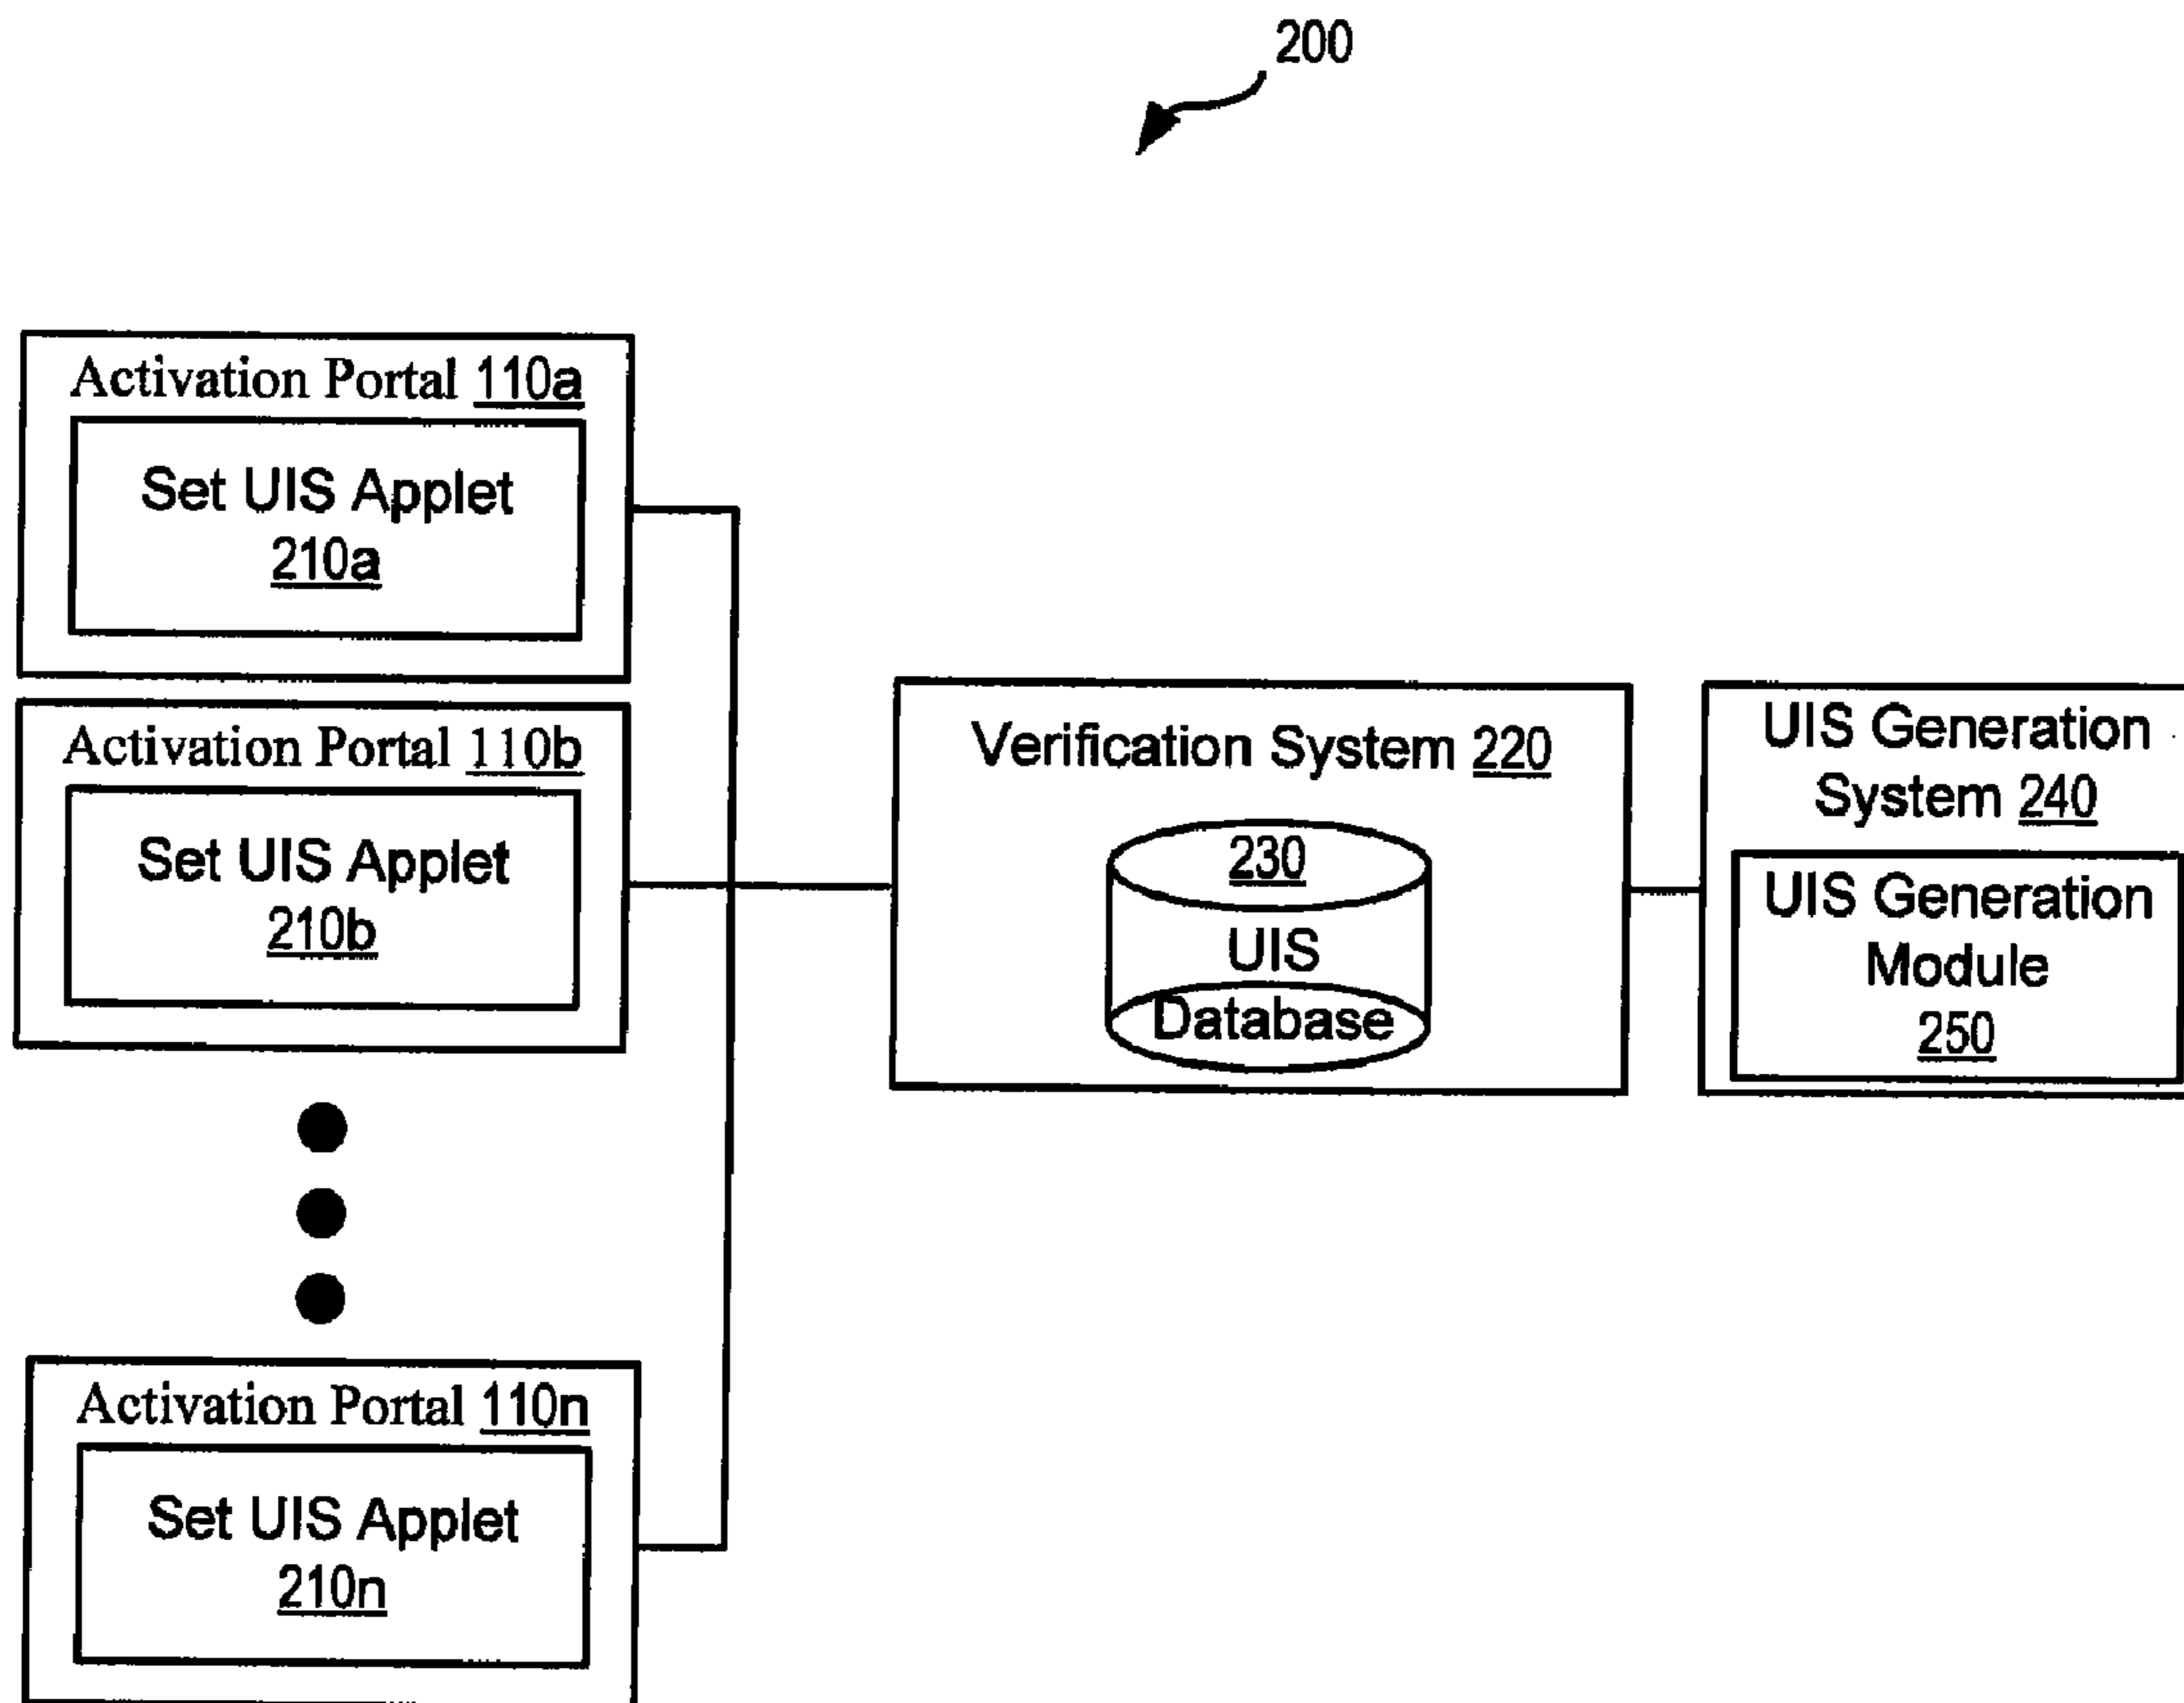 200
Activation Portal 110a
Set UIS Applet
210a
Activation Portal 110b
Set UIS Applet
210b
Activation Portal 110n
Set UIS Applet
210n
Verification System 220
230
UIS
Database
UIS Generation
System 240
UIS Generation
Module
250